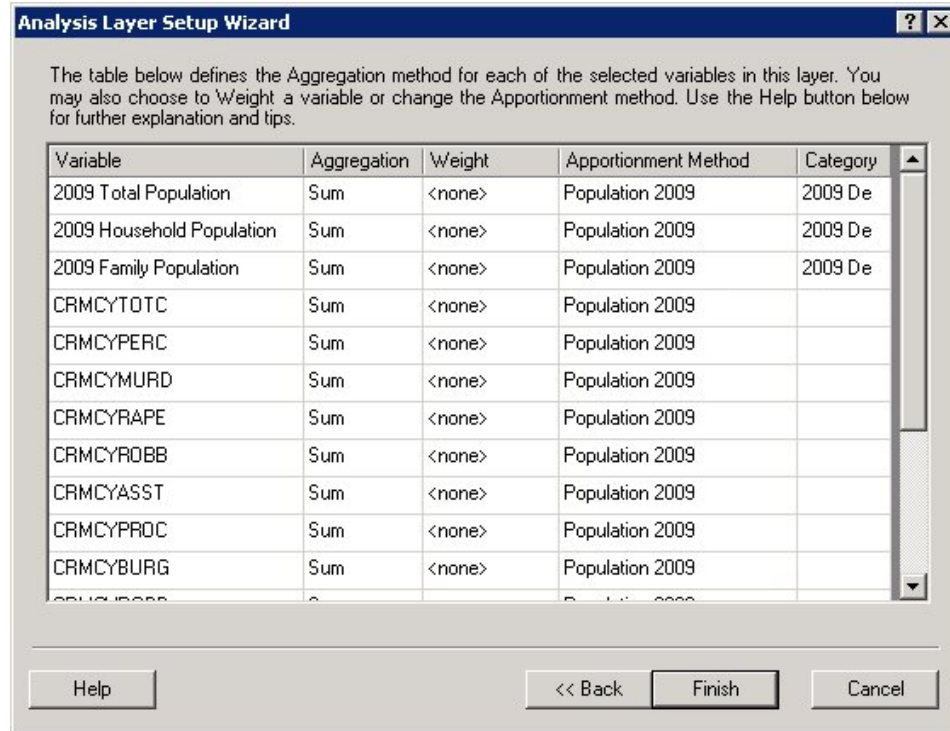 Analysis Layer Setup Wizard
The table below defines the Aggregation method for each of the selected variables in this layer. You
may also choose to Weight a variable or change the Apportionment method. Use the Help button below
for further explanation and tips.
Variable Aggregation Weight Apportionment Method Category
2009 Total Population Sum <none> Population 2009 2009 De
2009 Household Population Sum <none> Population 2009 2009 De
2009 Family Population Sum <none> Population 2009 2009 De
CRMCYTOTC Sum <none> Population 2009
CRMCYPERC Sum <none> Population 2009
CRMCYMURD Sum <none> Population 2009
CRMCYRAPE Sum <none> Population 2009
CRMCYROBB Sum <none> Population 2009
CRMCYASST Sum <none> Population 2009
CRMCYPROC Sum <none> Population 2009
CRMCYBURG Sum <none> Population 2009
Help << Back Finish Cancel